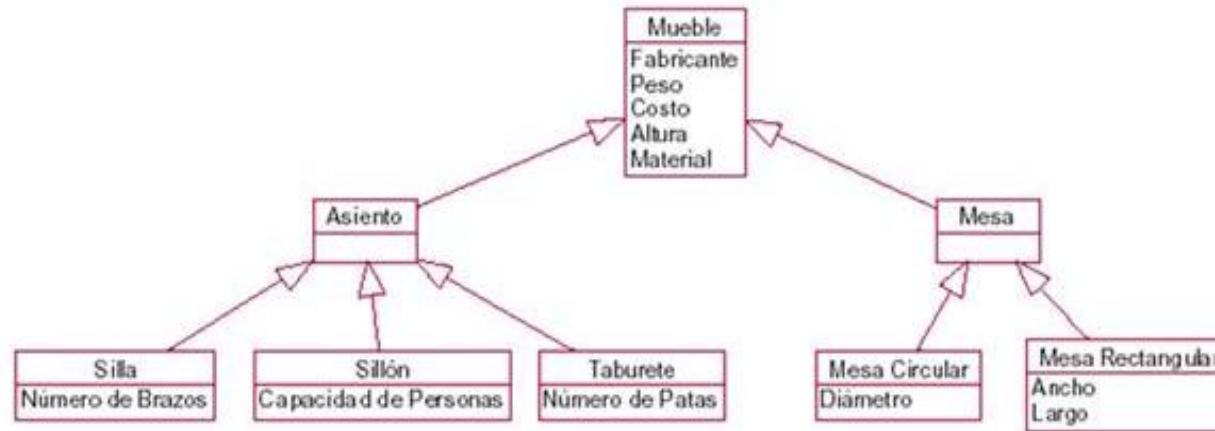 Mueble
Fabricante
Peso
Costo
Altura
Material
Asiento
Mesa
Silla
Número de Brazos
Sillón
Capacidad de Personas
Taburete
Número de Patas
Mesa Circular
Diámetro
Mesa Rectangular
Ancho
Largo